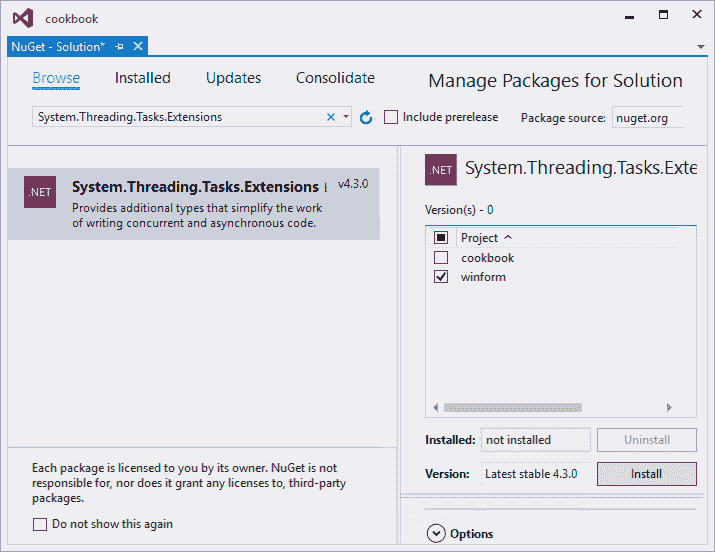 cookbook
NuGet - Solution*
Browse Installed Updates Consolidate
Manage Packages for Solution
System.Threading.Tasks.Extensions
Include prerelease
Package source: nuget.org
.NET
System.Threading.Tasks.Extensions
v4.3.0
Provides additional types that simplify the work
of writing concurrent and asynchronous code.
.NET
System.Threading.Tasks.Exte
Version(s) - 0
Project
cookbook
winform
Installed: not installed Uninstall
Version: Latest stable 4.3.0 Install
Each package is licensed to you by its owner. NuGet is not
responsible for, nor does it grant any licenses to, third-party
packages.
Do not show this again
Options